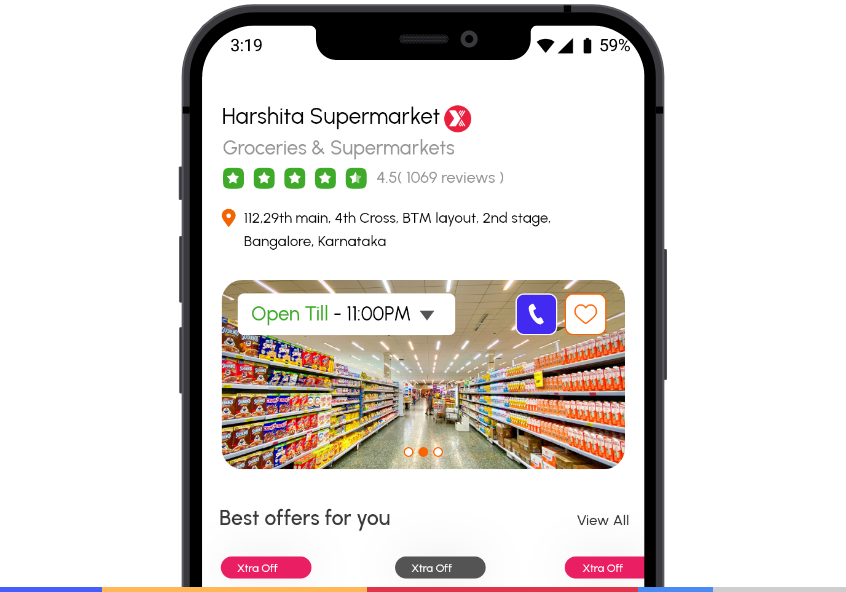 3:19
59%
Harshita Supermarket
Groceries & Supermarkets
4.5( 1069 reviews )
112,29th main, 4th Cross, BTM layout, 2nd stage,
Bangalore, Karnataka
Open Till - 11:00PM
Best offers for you
View All
Xtra Off
Xtra Off
Xtra Off